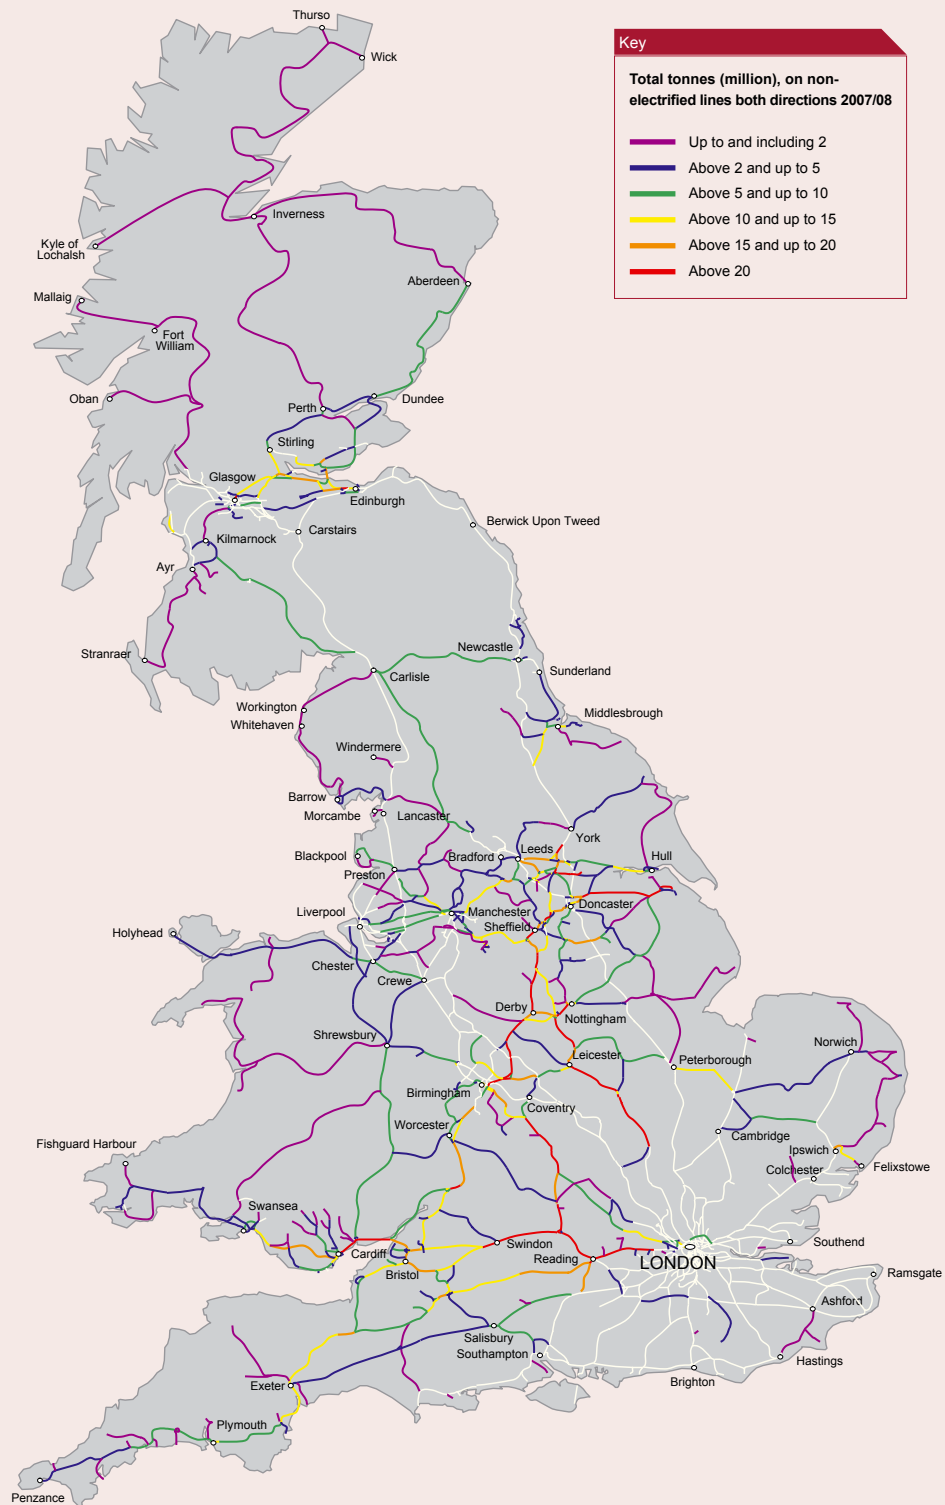 Thurso
Wick
Key
Total tonnes (million), on non-
electrified lines both directions 2007/08
Up to and including 2
Above 2 and up to 5
Above 5 and up to 10
Above 10 and up to 15
Above 15 and up to 20
Above 20
Inverness
Kyle of
Lochalsh
Aberdeen
Mallaig
Fort
William
Oban
Perth
Dundee
Stirling
Glasgow
Edinburgh
Berwick Upon Tweed
Carstairs
Kilmarnock
Ayr
Stranraer
Newcastle
Sunderland
Carlisle
Workington
Whitehaven
Middlesbrough
Windermere
Barrow
Morcambe
Lancaster
York
Blackpool
Bradford
Leeds
Hull
Preston
Liverpool
Manchester
Doncaster
Sheffield
Holyhead
Chester
Crewe
Derby
Nottingham
Shrewsbury
Leicester
Peterborough
Norwich
Birmingham
Coventry
Worcester
Cambridge
Ipswich
Felixstowe
Colchester
Fishguard Harbour
Swansea
Cardiff
Swindon
Reading
Bristol
LONDON
Southend
Ramsgate
Ashford
Salisbury
Southampton
Hastings
Brighton
Exeter
Plymouth
Penzance